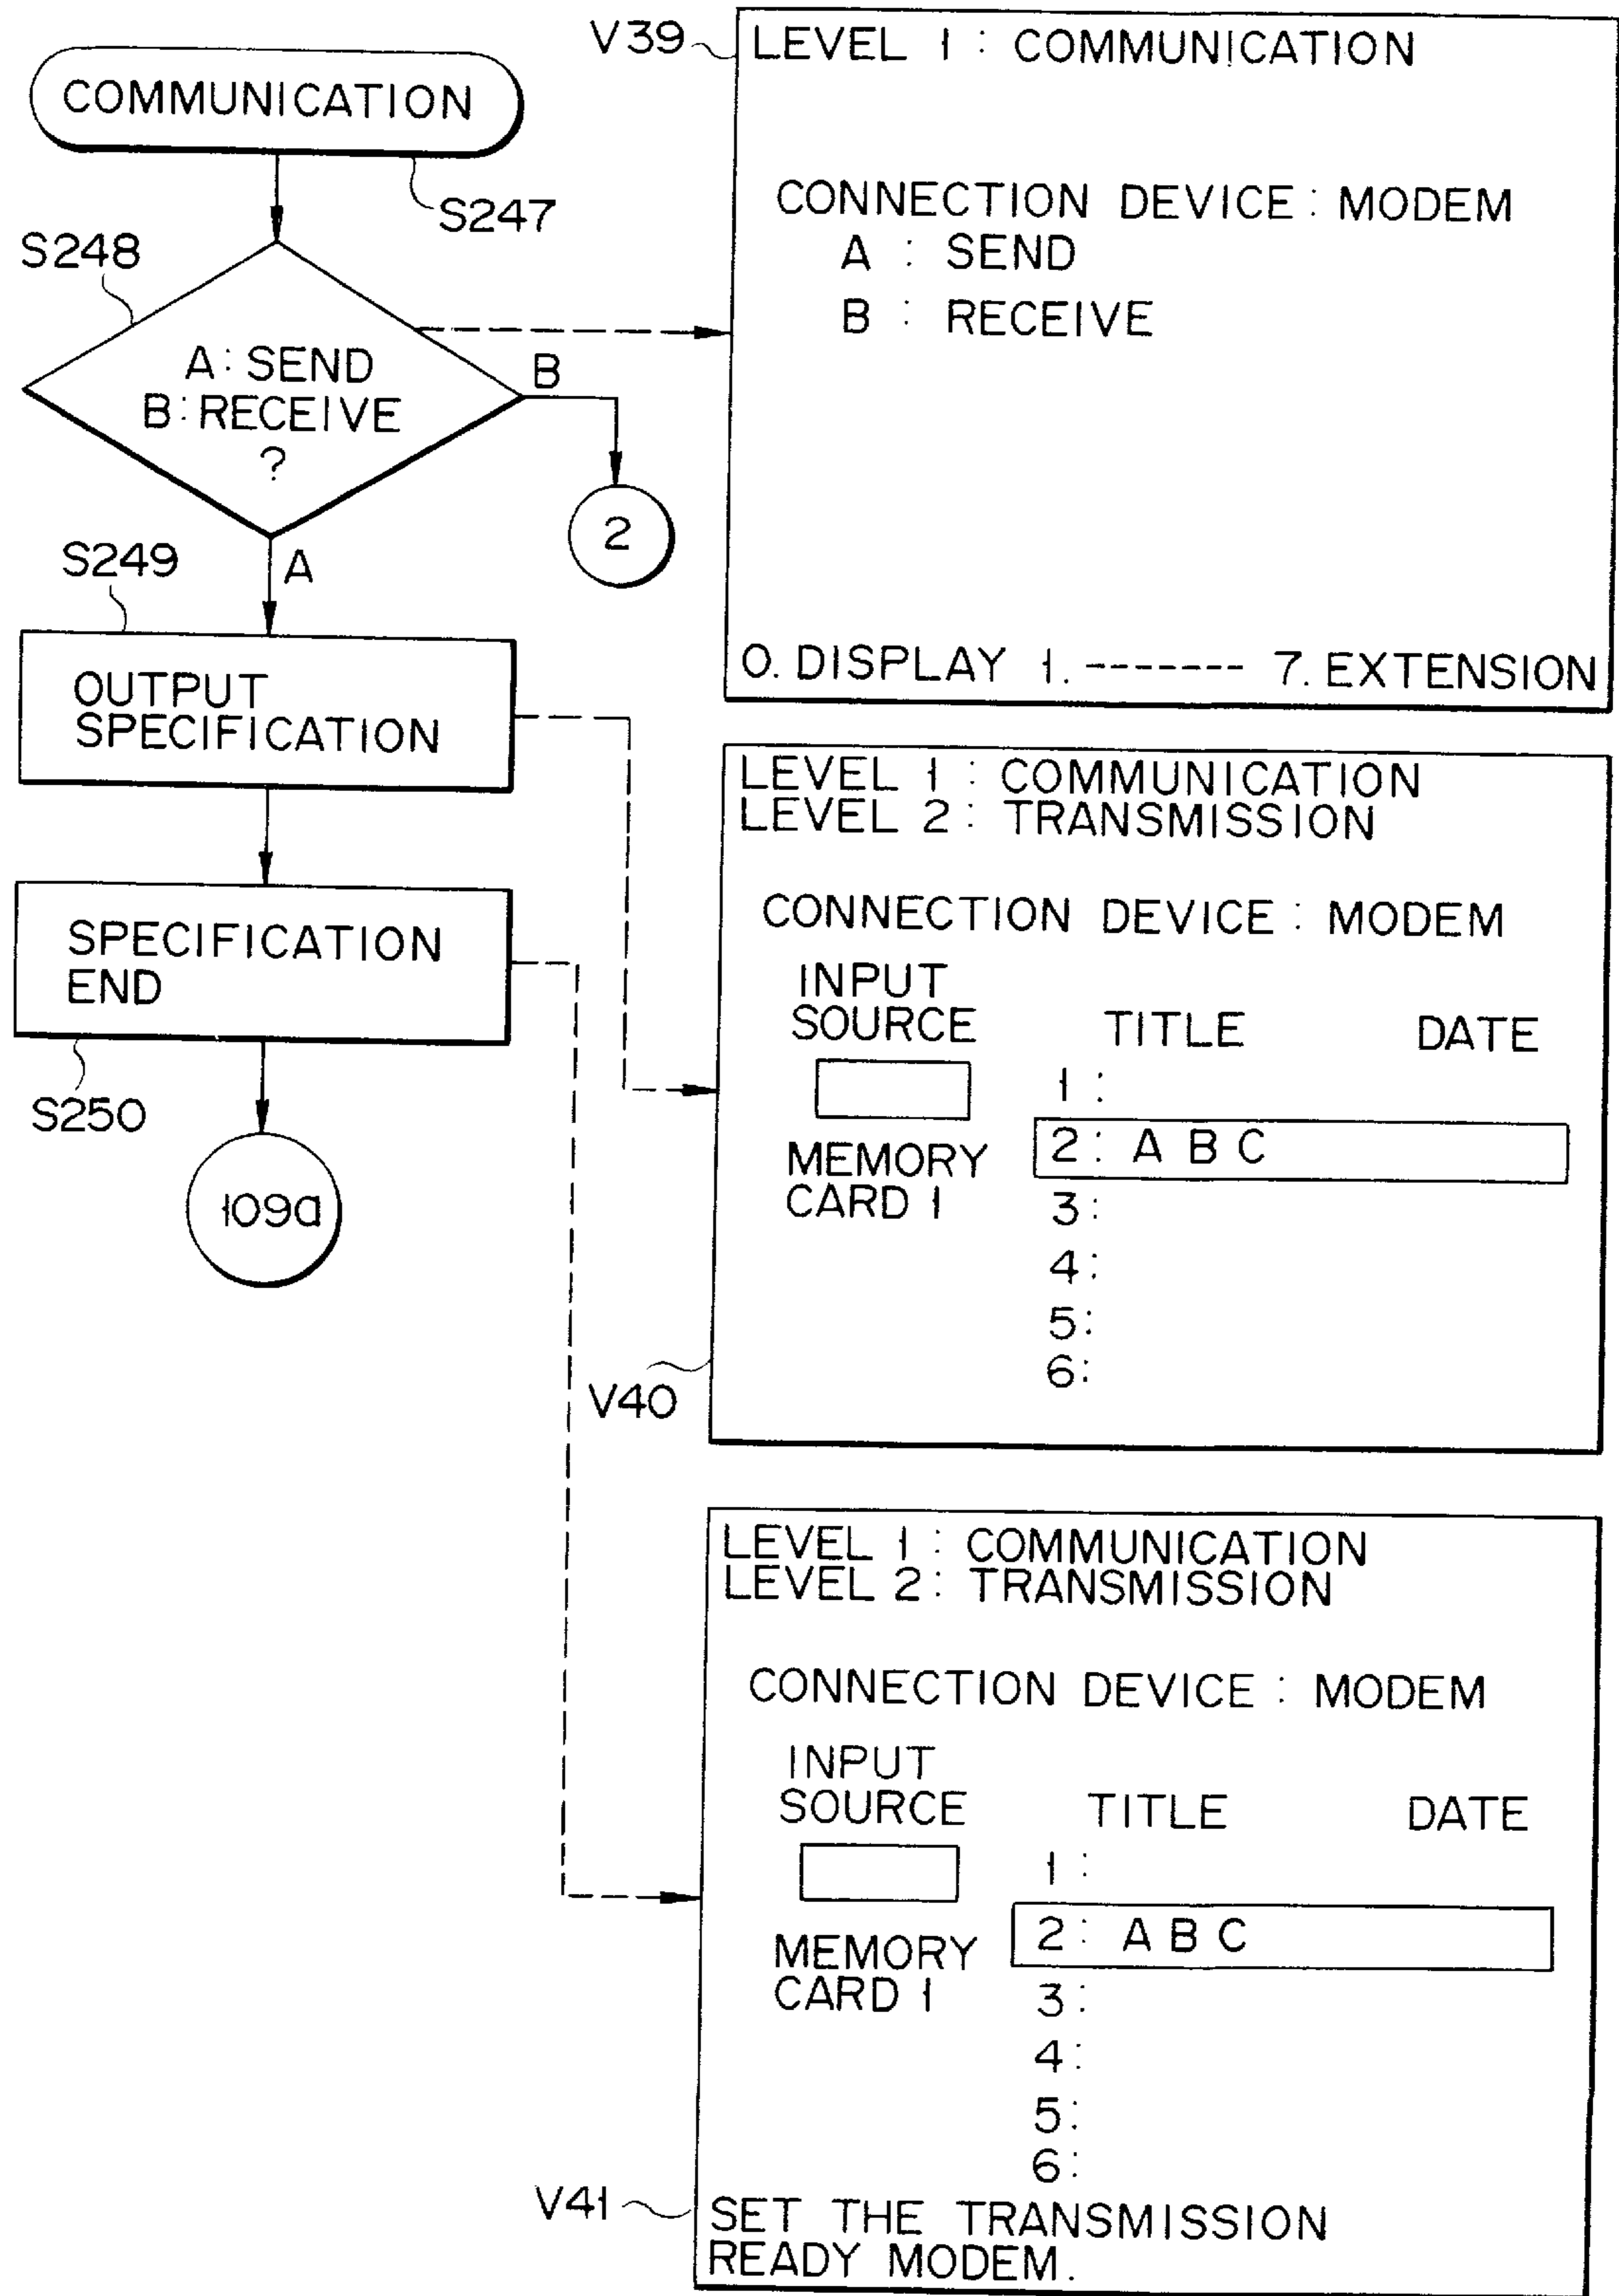 COMMUNICATION
S247
S248
A : SEND
B : RECEIVE
?
B
2
A
S249
OUTPUT
SPECIFICATION
SPECIFICATION
END
S250
109a
V39
LEVEL 1 : COMMUNICATION
CONNECTION DEVICE : MODEM
A : SEND
B : RECEIVE
0. DISPLAY 1. ------- 7. EXTENSION
LEVEL 1 : COMMUNICATION
LEVEL 2 : TRANSMISSION
CONNECTION DEVICE : MODEM
INPUT
SOURCE TITLE DATE
1 :
MEMORY
CARD 1
2 : A B C
3 :
4 :
5 :
6 :
V40
LEVEL 1 : COMMUNICATION
LEVEL 2 : TRANSMISSION
CONNECTION DEVICE : MODEM
INPUT
SOURCE TITLE DATE
1 :
MEMORY
CARD 1
2 : A B C
3 :
4 :
5 :
6 :
V41
SET THE TRANSMISSION
READY MODEM.